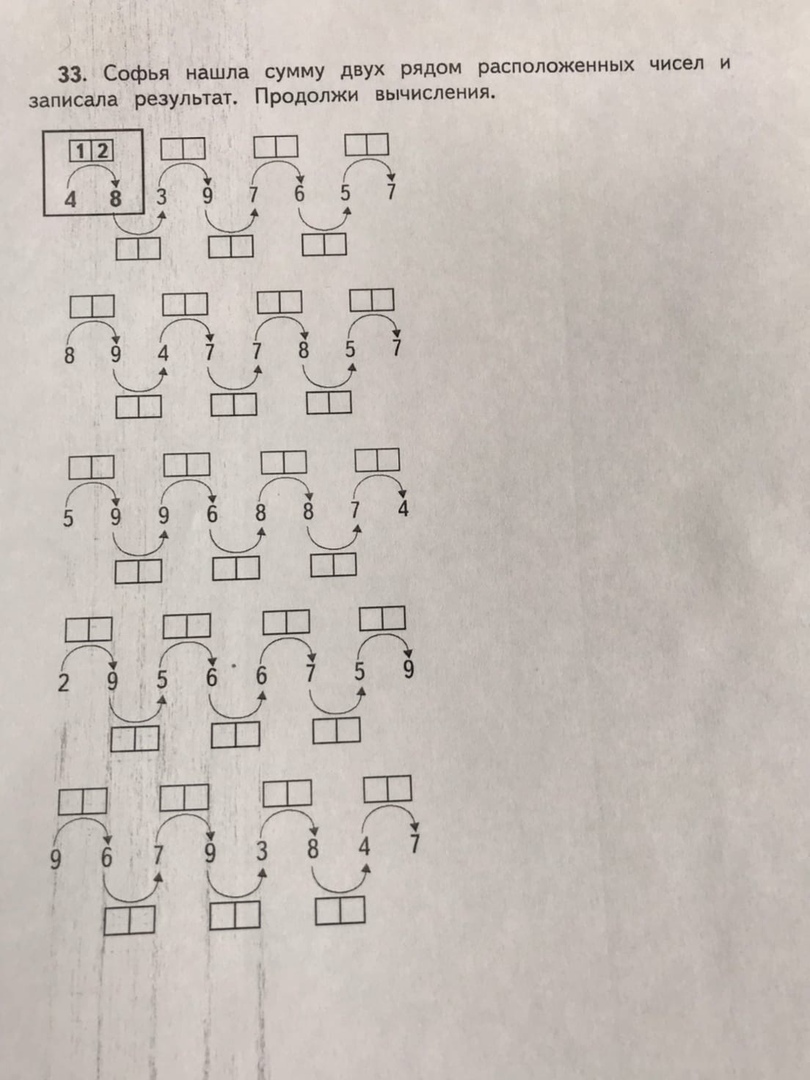 33. Софья нашла сумму двух рядом расположенных чисел и
записала результат. Продолжи вычисления.
12
4 8 3 9 7 6 5 7
8 9 4 7 7 8 5 7
5 9 9 6 8 8 7 4
2 9 5 6 6 7 5 9
9 6 7 9 3 8 4 7